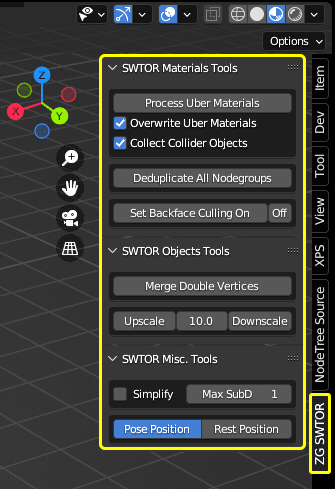 Options
SWTOR Materials Tools
Process Uber Materials
Overwrite Uber Materials
Collect Collider Objects
Deduplicate All Nodegroups
Set Backface Culling On Off
SWTOR Objects Tools
Merge Double Vertices
Upscale 10.0 Downscale
SWTOR Misc. Tools
Simplify Max SubD 1
Pose Position Rest Position
Z
X
Y
Item
Dev
Tool
View
XPS
NodeTree Source
ZG SWTOR